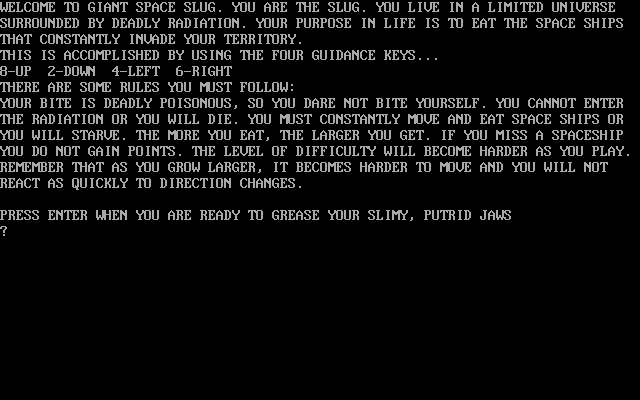 WELCOME TO GIANT SPACE SLUG. YOU ARE THE SLUG. YOU LIVE IN A LIMITED UNIVERSE
SURROUNDED BY DEADLY RADIATION. YOUR PURPOSE IN LIFE IS TO EAT THE SPACE SHIPS
THAT CONSTANTLY INVADE YOUR TERRITORY.
THIS IS ACCOMPLISHED BY USING THE FOUR GUIDANCE KEYS...
8-UP  2-DOWN  4-LEFT  6-RIGHT
THERE ARE SOME RULES YOU MUST FOLLOW:
YOUR BITE IS DEADLY POISONOUS, SO YOU DARE NOT BITE YOURSELF. YOU CANNOT ENTER
THE RADIATION OR YOU WILL DIE. YOU MUST CONSTANTLY MOVE AND EAT SPACE SHIPS OR
YOU WILL STARVE. THE MORE YOU EAT, THE LARGER YOU GET. IF YOU MISS A SPACESHIP
YOU DO NOT GAIN POINTS. THE LEVEL OF DIFFICULTY WILL BECOME HARDER AS YOU PLAY.
REMEMBER THAT AS YOU GROW LARGER, IT BECOMES HARDER TO MOVE AND YOU WILL NOT
REACT AS QUICKLY TO DIRECTION CHANGES.
PRESS ENTER WHEN YOU ARE READY TO GREASE YOUR SLIMY, PUTRID JAWS
?